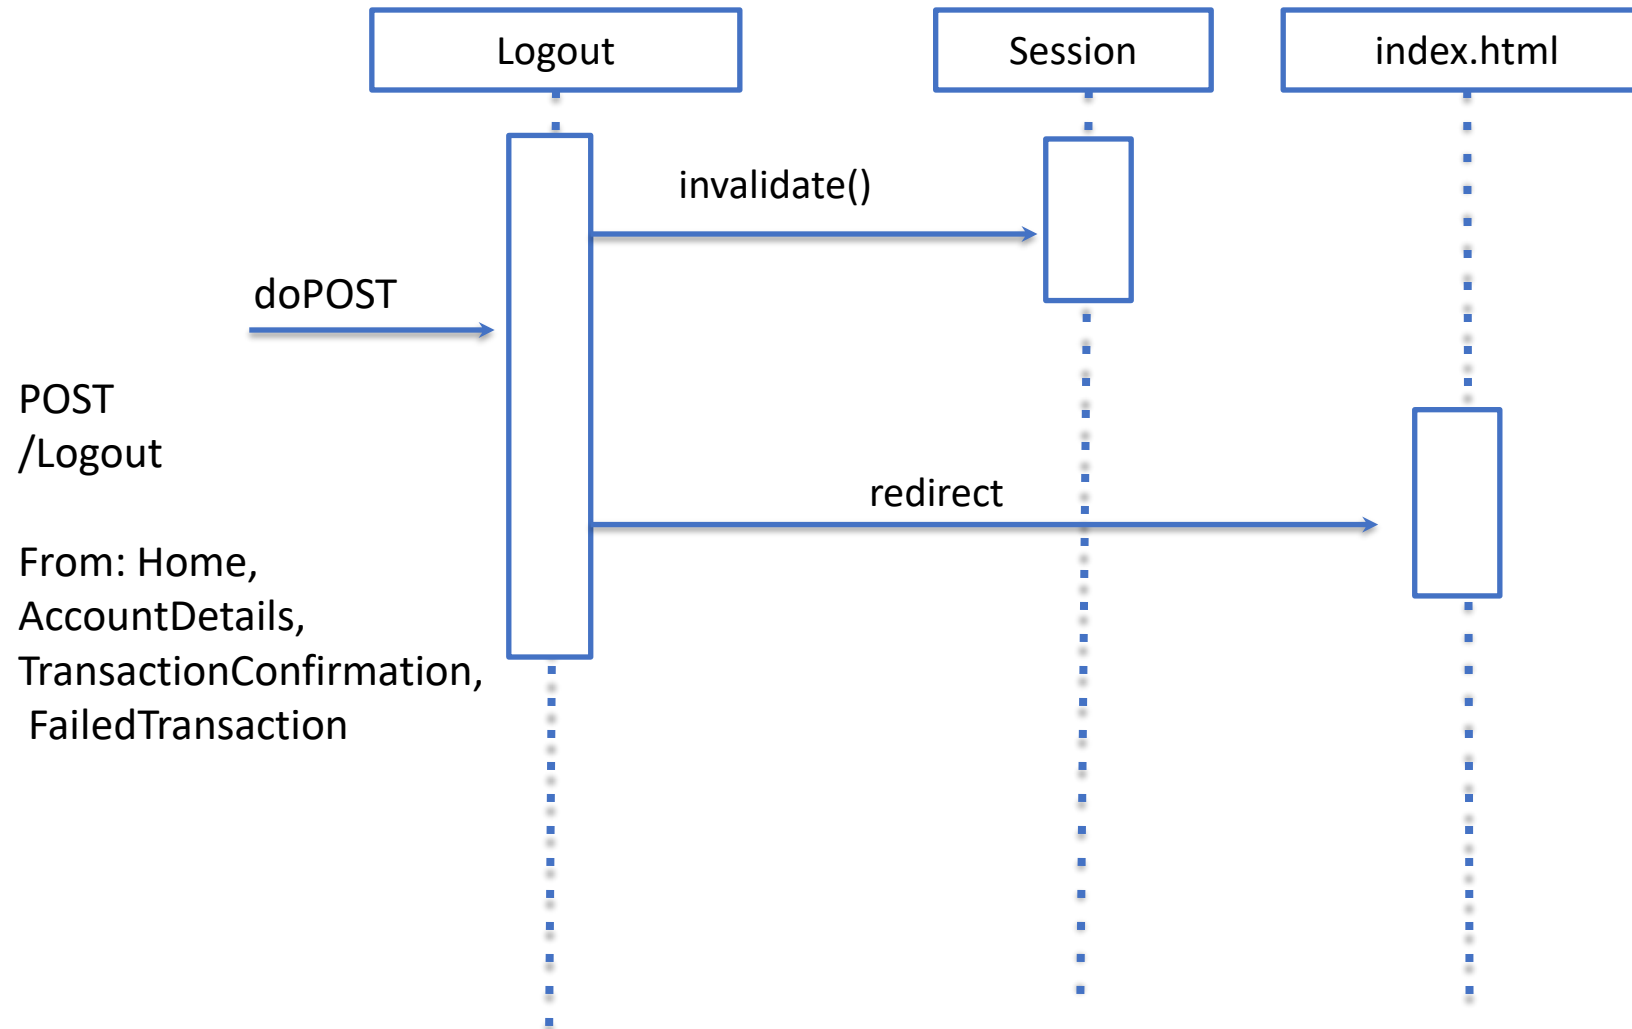 Logout
Session
index.html
invalidate()
doPOST
POST
/Logout
redirect
From: Home,
AccountDetails,
TransactionConfirmation,
FailedTransaction